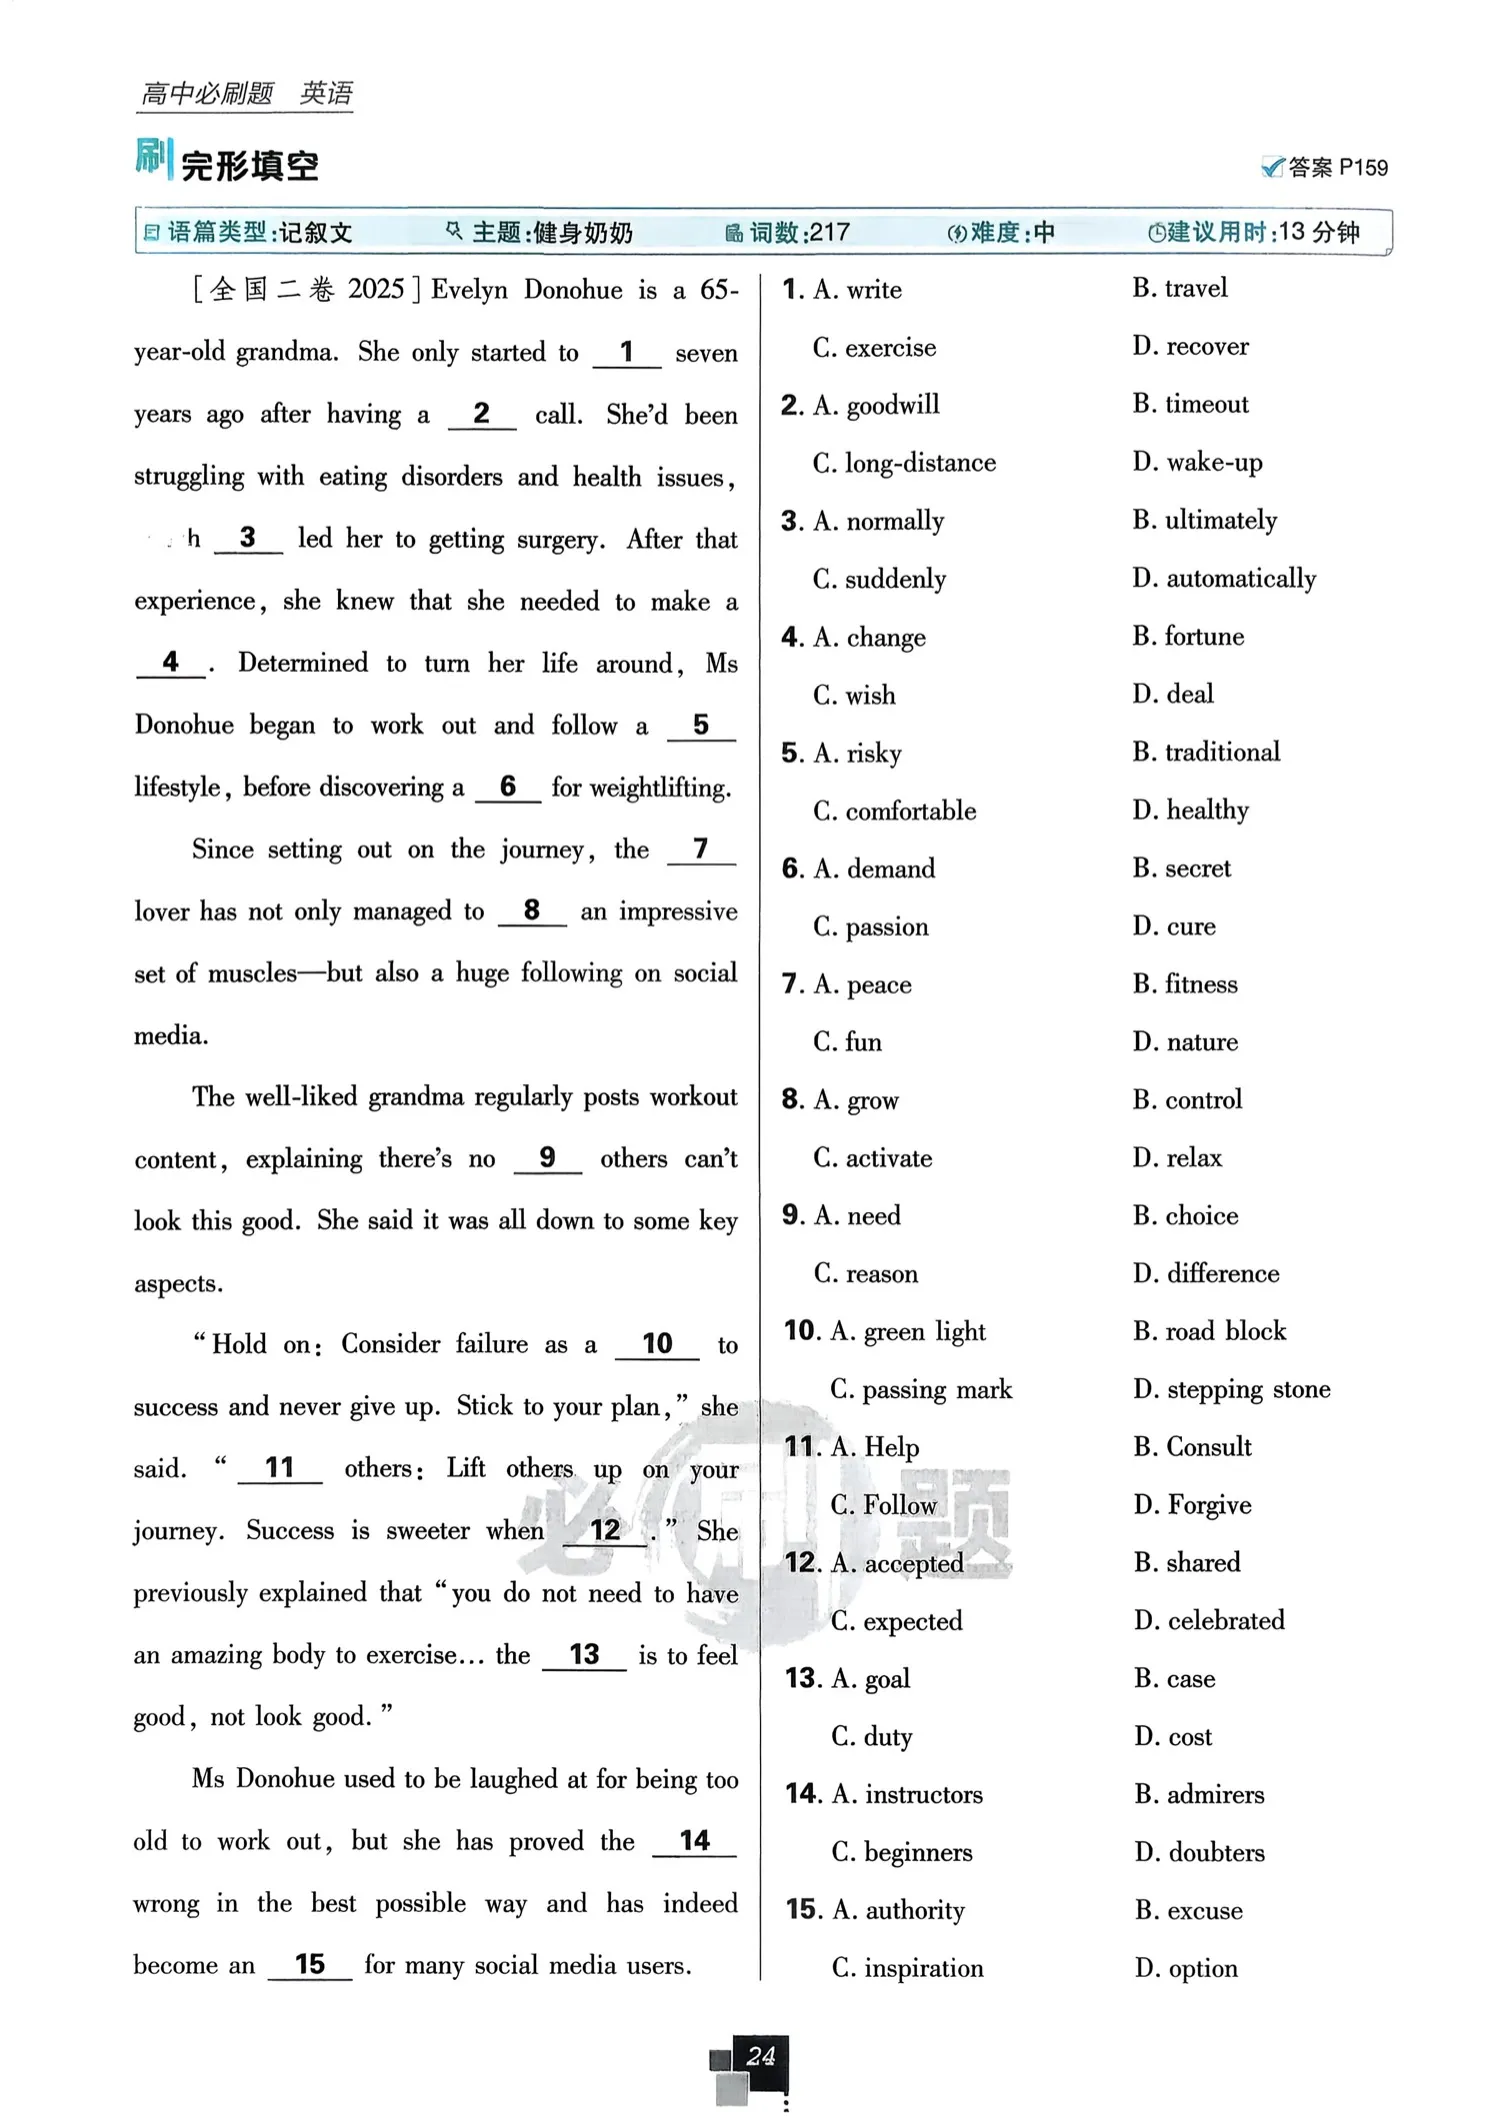 高中必刷题 英语
刷 完形填空
答案 P159
语篇类型:记叙文 主题:健身奶奶 词数:217 难度:中 建议用时:13 分钟
[全国二卷 2025] Evelyn Donohue is a 65-
year-old grandma. She only started to 1 seven
years ago after having a 2 call. She'd been
struggling with eating disorders and health issues,
h 3 led her to getting surgery. After that
experience, she knew that she needed to make a
4 . Determined to turn her life around, Ms
Donohue began to work out and follow a 5
lifestyle, before discovering a 6 for weightlifting.
Since setting out on the journey, the 7
lover has not only managed to 8 an impressive
set of muscles—but also a huge following on social
media.
The well-liked grandma regularly posts workout
content, explaining there's no 9 others can't
look this good. She said it was all down to some key
aspects.
“Hold on: Consider failure as a 10 to
success and never give up. Stick to your plan,” she
said. “ 11 others: Lift others up on your
journey. Success is sweeter when 12 .” She
previously explained that “you do not need to have
an amazing body to exercise... the 13 is to feel
good, not look good.”
Ms Donohue used to be laughed at for being too
old to work out, but she has proved the 14
wrong in the best possible way and has indeed
become an 15 for many social media users.
1. A. write B. travel
C. exercise D. recover
2. A. goodwill B. timeout
C. long-distance D. wake-up
3. A. normally B. ultimately
C. suddenly D. automatically
4. A. change B. fortune
C. wish D. deal
5. A. risky B. traditional
C. comfortable D. healthy
6. A. demand B. secret
C. passion D. cure
7. A. peace B. fitness
C. fun D. nature
8. A. grow B. control
C. activate D. relax
9. A. need B. choice
C. reason D. difference
10. A. green light B. road block
C. passing mark D. stepping stone
11. A. Help B. Consult
C. Follow D. Forgive
12. A. accepted B. shared
C. expected D. celebrated
13. A. goal B. case
C. duty D. cost
14. A. instructors B. admirers
C. beginners D. doubters
15. A. authority B. excuse
C. inspiration D. option
必刷题
24